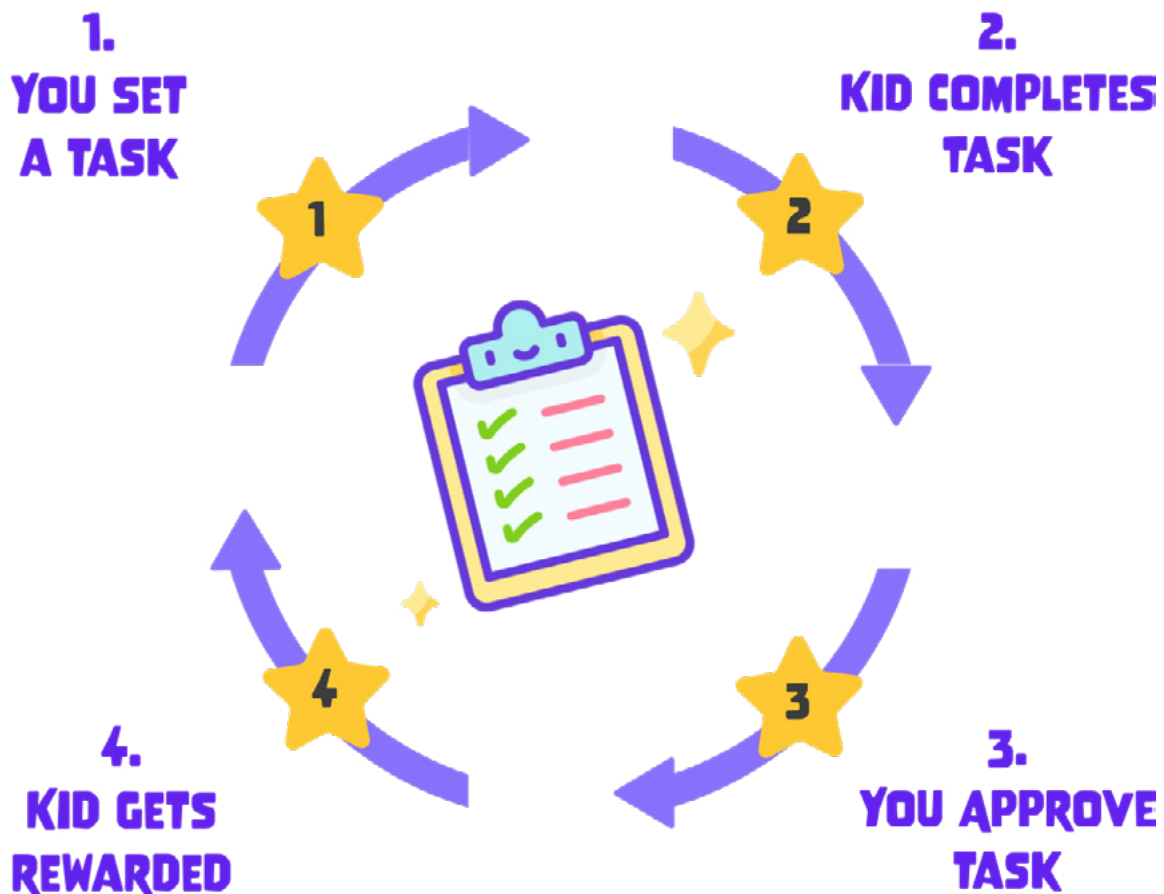 1.
YOU SET
A TASK
2.
KID COMPLETES
TASK
1
2
4
3
4.
KID GETS
REWARDED
3.
YOU APPROVE
TASK